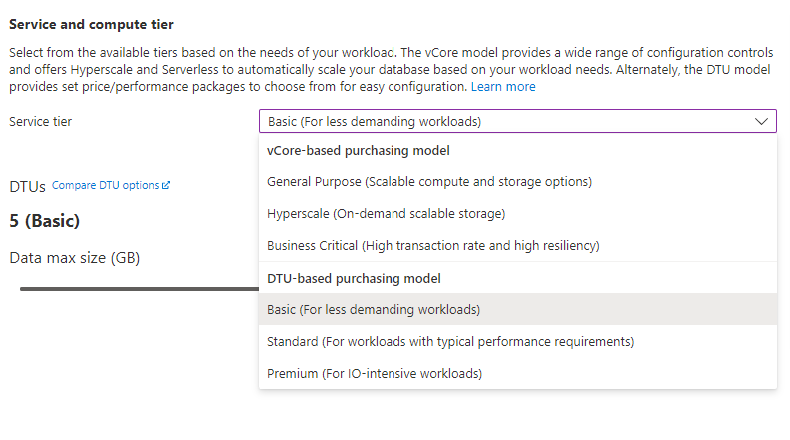 Service and compute tier
Select from the available tiers based on the needs of your workloac. The vCore model provides a wide range of configuration controls
and offers Hyperscale and Serverless to automatically scale your database based on your workload needs. Alternately, the DTU model
provides set price/performance packages to choose from for easy configuration. Learn more
Service tier
Basic (For less demanding workloads)
vCore-based purchasing model
General Purpose (Scalable compute and storage options)
Hyperscale (On-demand scalable storage)
Business Critical (High transaction rate and high resiliency)
DTU-based purchasing model
Basic (For less demanding workloads)
Standard (For workloads with typical performance requirements)
Premium (For IO-intensive workloads)
DTUs Compare DTU options
5 (Basic)
Data max size (GB)